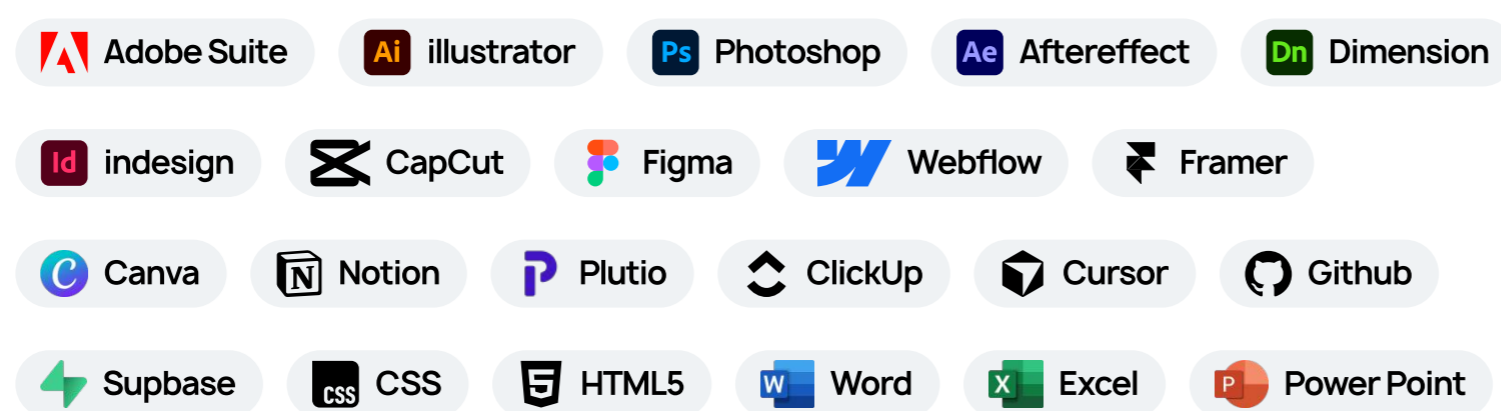 Adobe Suite Ai illustrator Ps Photoshop Ae Aftereffect Dn Dimension
Id indesign CapCut Figma Webflow Framer
C Canva N Notion P Plutio ClickUp Cursor Github
Supbase CSS CSS 5 HTML5 W Word X Excel P Power Point